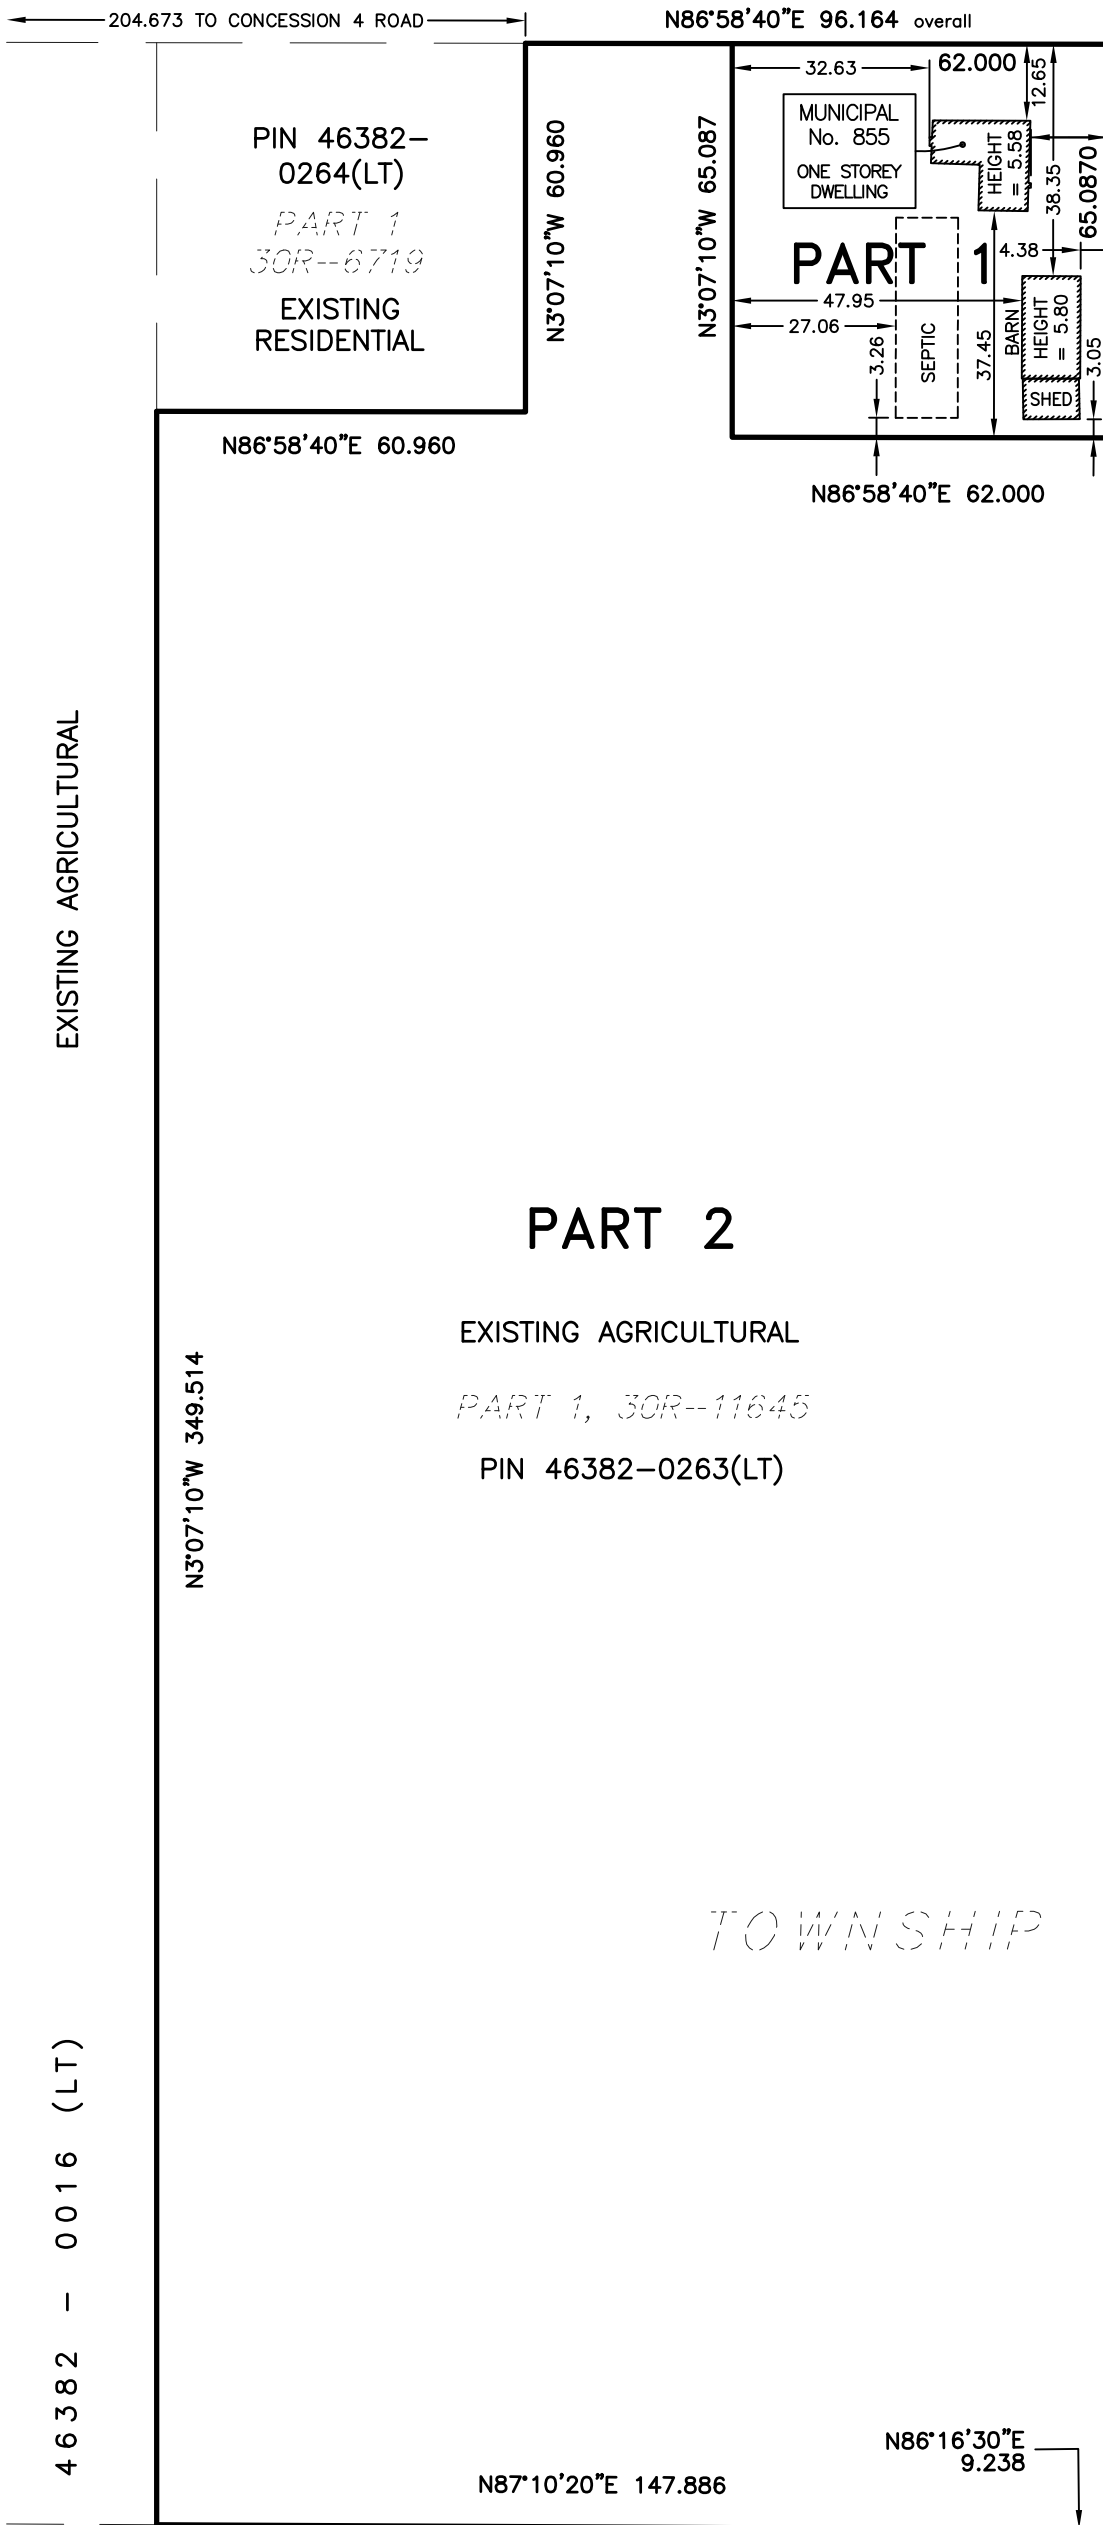 204.673 TO CONCESSION 4 ROAD
N86°58'40"E 96.164 overall
32.63
62.000
12.65
MUNICIPAL
No. 855
ONE STOREY
DWELLING
HEIGHT
= 5.58
38.35
65.0870
PIN 46382-
0264(LT)
PART 1
30R--6719
EXISTING
RESIDENTIAL
N3°07'10"W 60.960
N3°07'10"W 65.087
PART 1
4.38
47.95
27.06
3.26
SEPTIC
37.45
BARN
HEIGHT
= 5.80
SHED
3.05
N86°58'40"E 60.960
N86°58'40"E 62.000
EXISTING AGRICULTURAL
PART 2
EXISTING AGRICULTURAL
PART 1, 30R--11645
PIN 46382-0263(LT)
N3°07'10"W 349.514
TOWNSHIP
46382 - 0016 (LT)
N86°16'30"E
9.238
N87°10'20"E 147.886